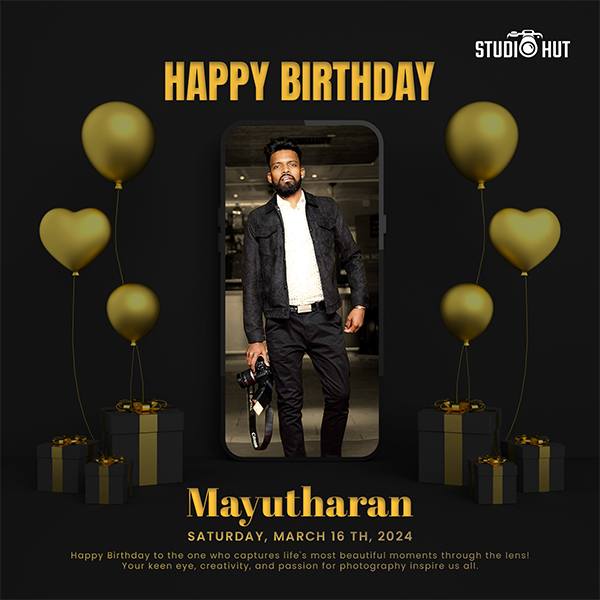 STUDIO HUT
HAPPY BIRTHDAY
Canon
Mayutharan
SATURDAY, MARCH 16 TH, 2024
Happy Birthday to the one who captures life's most beautiful moments through the lens!
Your keen eye, creativity, and passion for photography inspire us all.